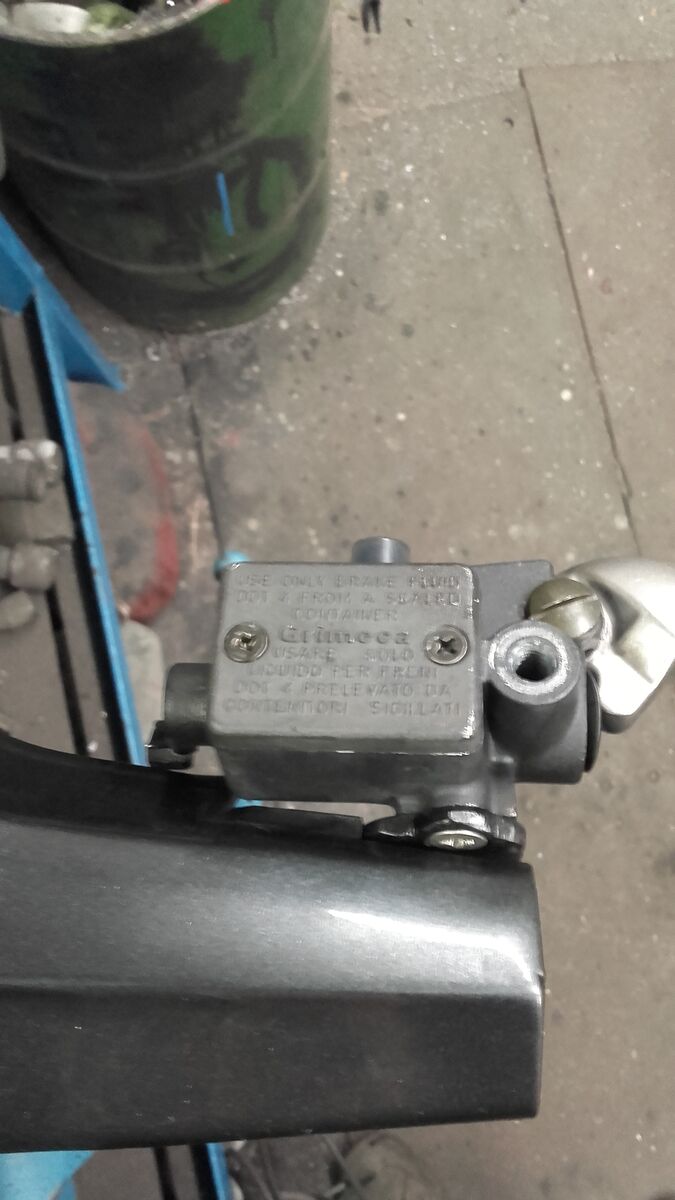 USE ONLY BRAKE FLUID
DOT 4 FROM A SEALED
CONTAINER
Grimeca
USARE SOLO
LIQUIDO PER FRENI
DOT 4 PRELEVATO DA
CONTENITORI SIGILLATI